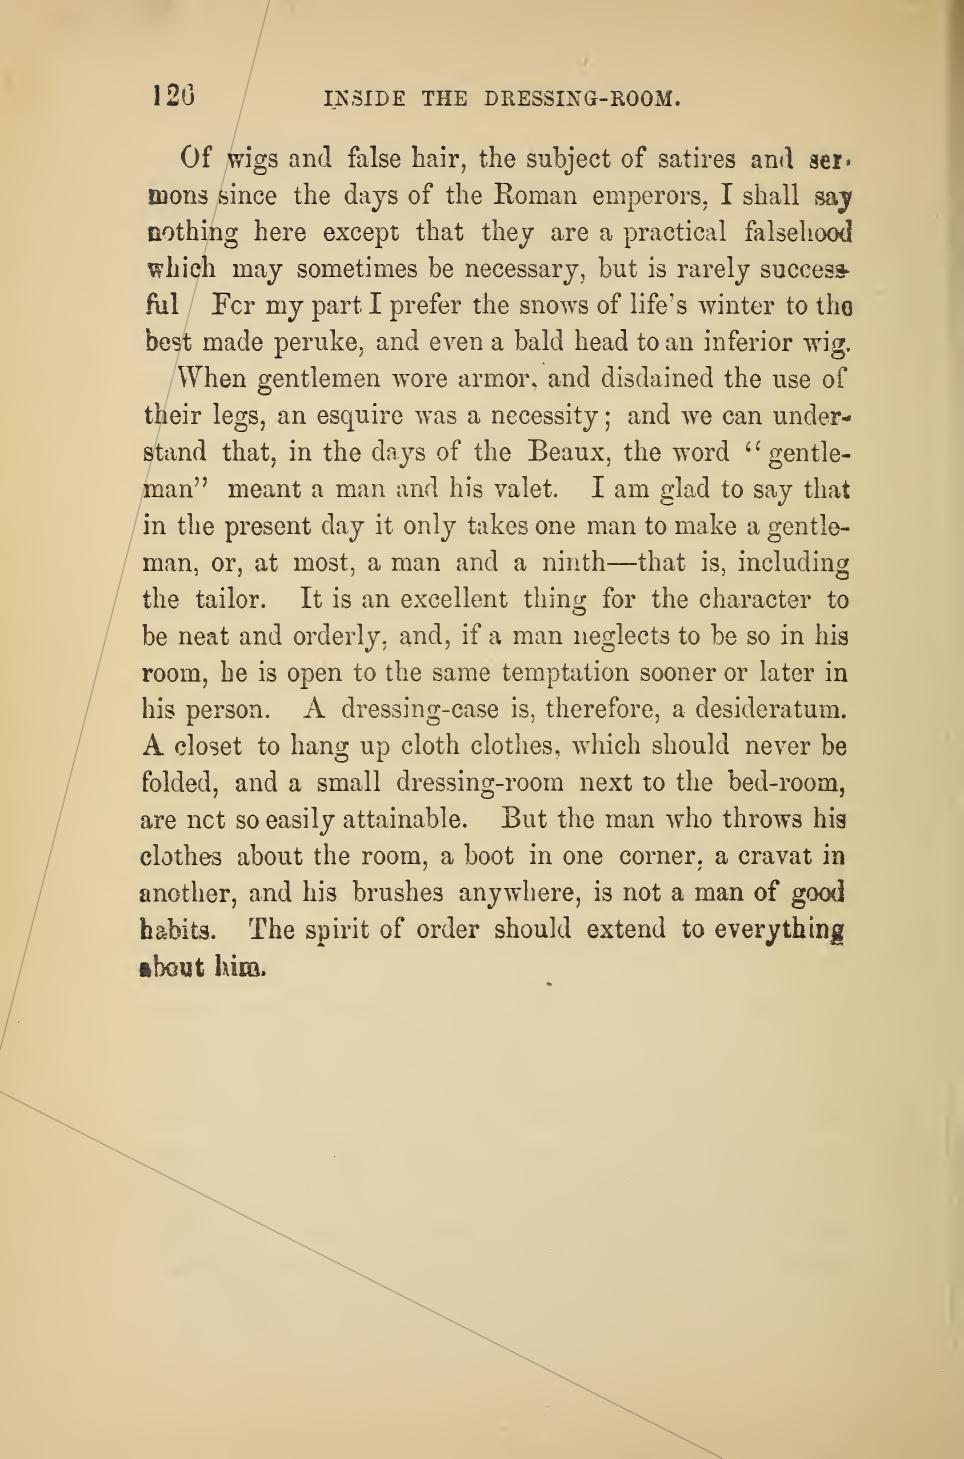 126 INSIDE THE DRESSING-ROOM.
Of wigs and false hair, the subject of satires and ser-
mons since the days of the Roman emperors, I shall say
nothing here except that they are a practical falsehood
which may sometimes be necessary, but is rarely success-
ful For my part I prefer the snows of life's winter to the
best made peruke, and even a bald head to an inferior wig.
When gentlemen wore armor, and disdained the use of
their legs, an esquire was a necessity; and we can under-
stand that, in the days of the Beaux, the word "gentle-
man" meant a man and his valet. I am glad to say that
in the present day it only takes one man to make a gentle-
man, or, at most, a man and a ninth—that is, including
the tailor. It is an excellent thing for the character to
be neat and orderly, and, if a man neglects to be so in his
room, he is open to the same temptation sooner or later in
his person. A dressing-case is, therefore, a desideratum.
A closet to hang up cloth clothes, which should never be
folded, and a small dressing-room next to the bed-room,
are not so easily attainable. But the man who throws his
clothes about the room, a boot in one corner, a cravat in
another, and his brushes anywhere, is not a man of good
habits. The spirit of order should extend to everything
about him.